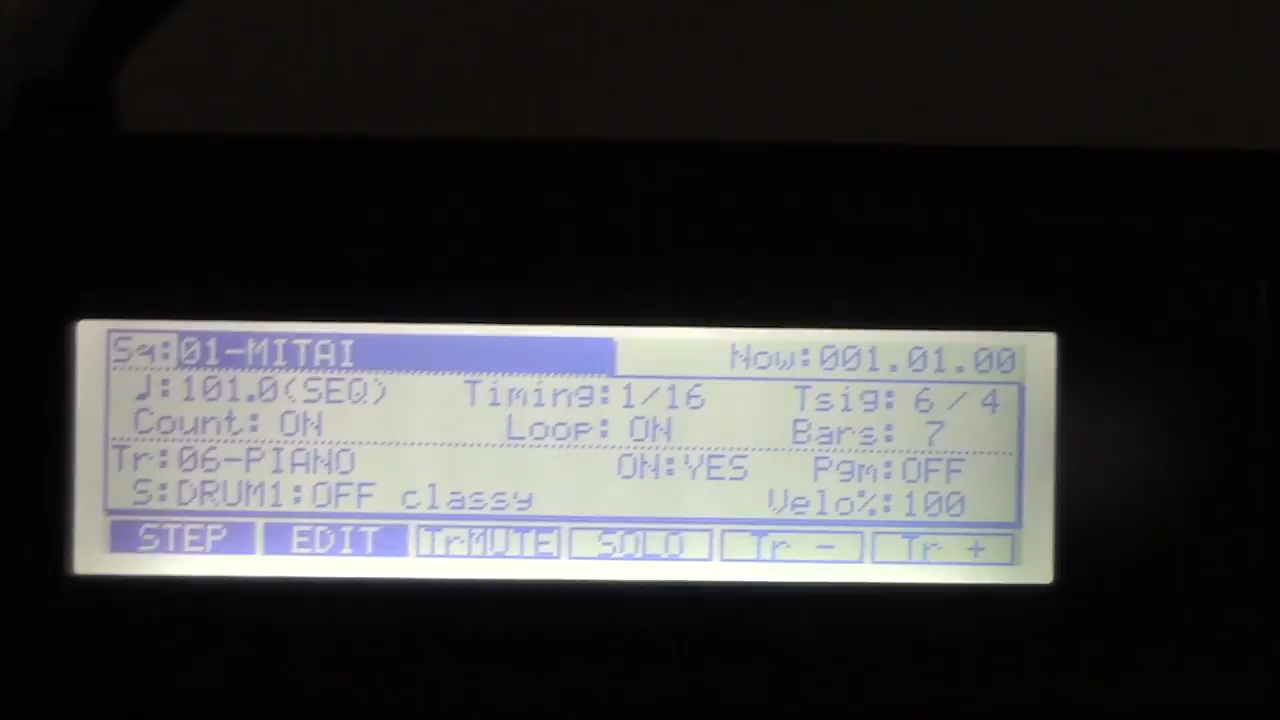 Sq:01-MITAI Now:001.01.00
♩:101.0(SEQ) Timing:1/16 Tsig: 6 / 4
Count: ON Loop: ON Bars: 7
Tr:06-PIANO ON:YES Pgm:OFF
S:DRUM1:OFF classy Velo%:100
STEP EDIT TrMUTE SOLO Tr - Tr +